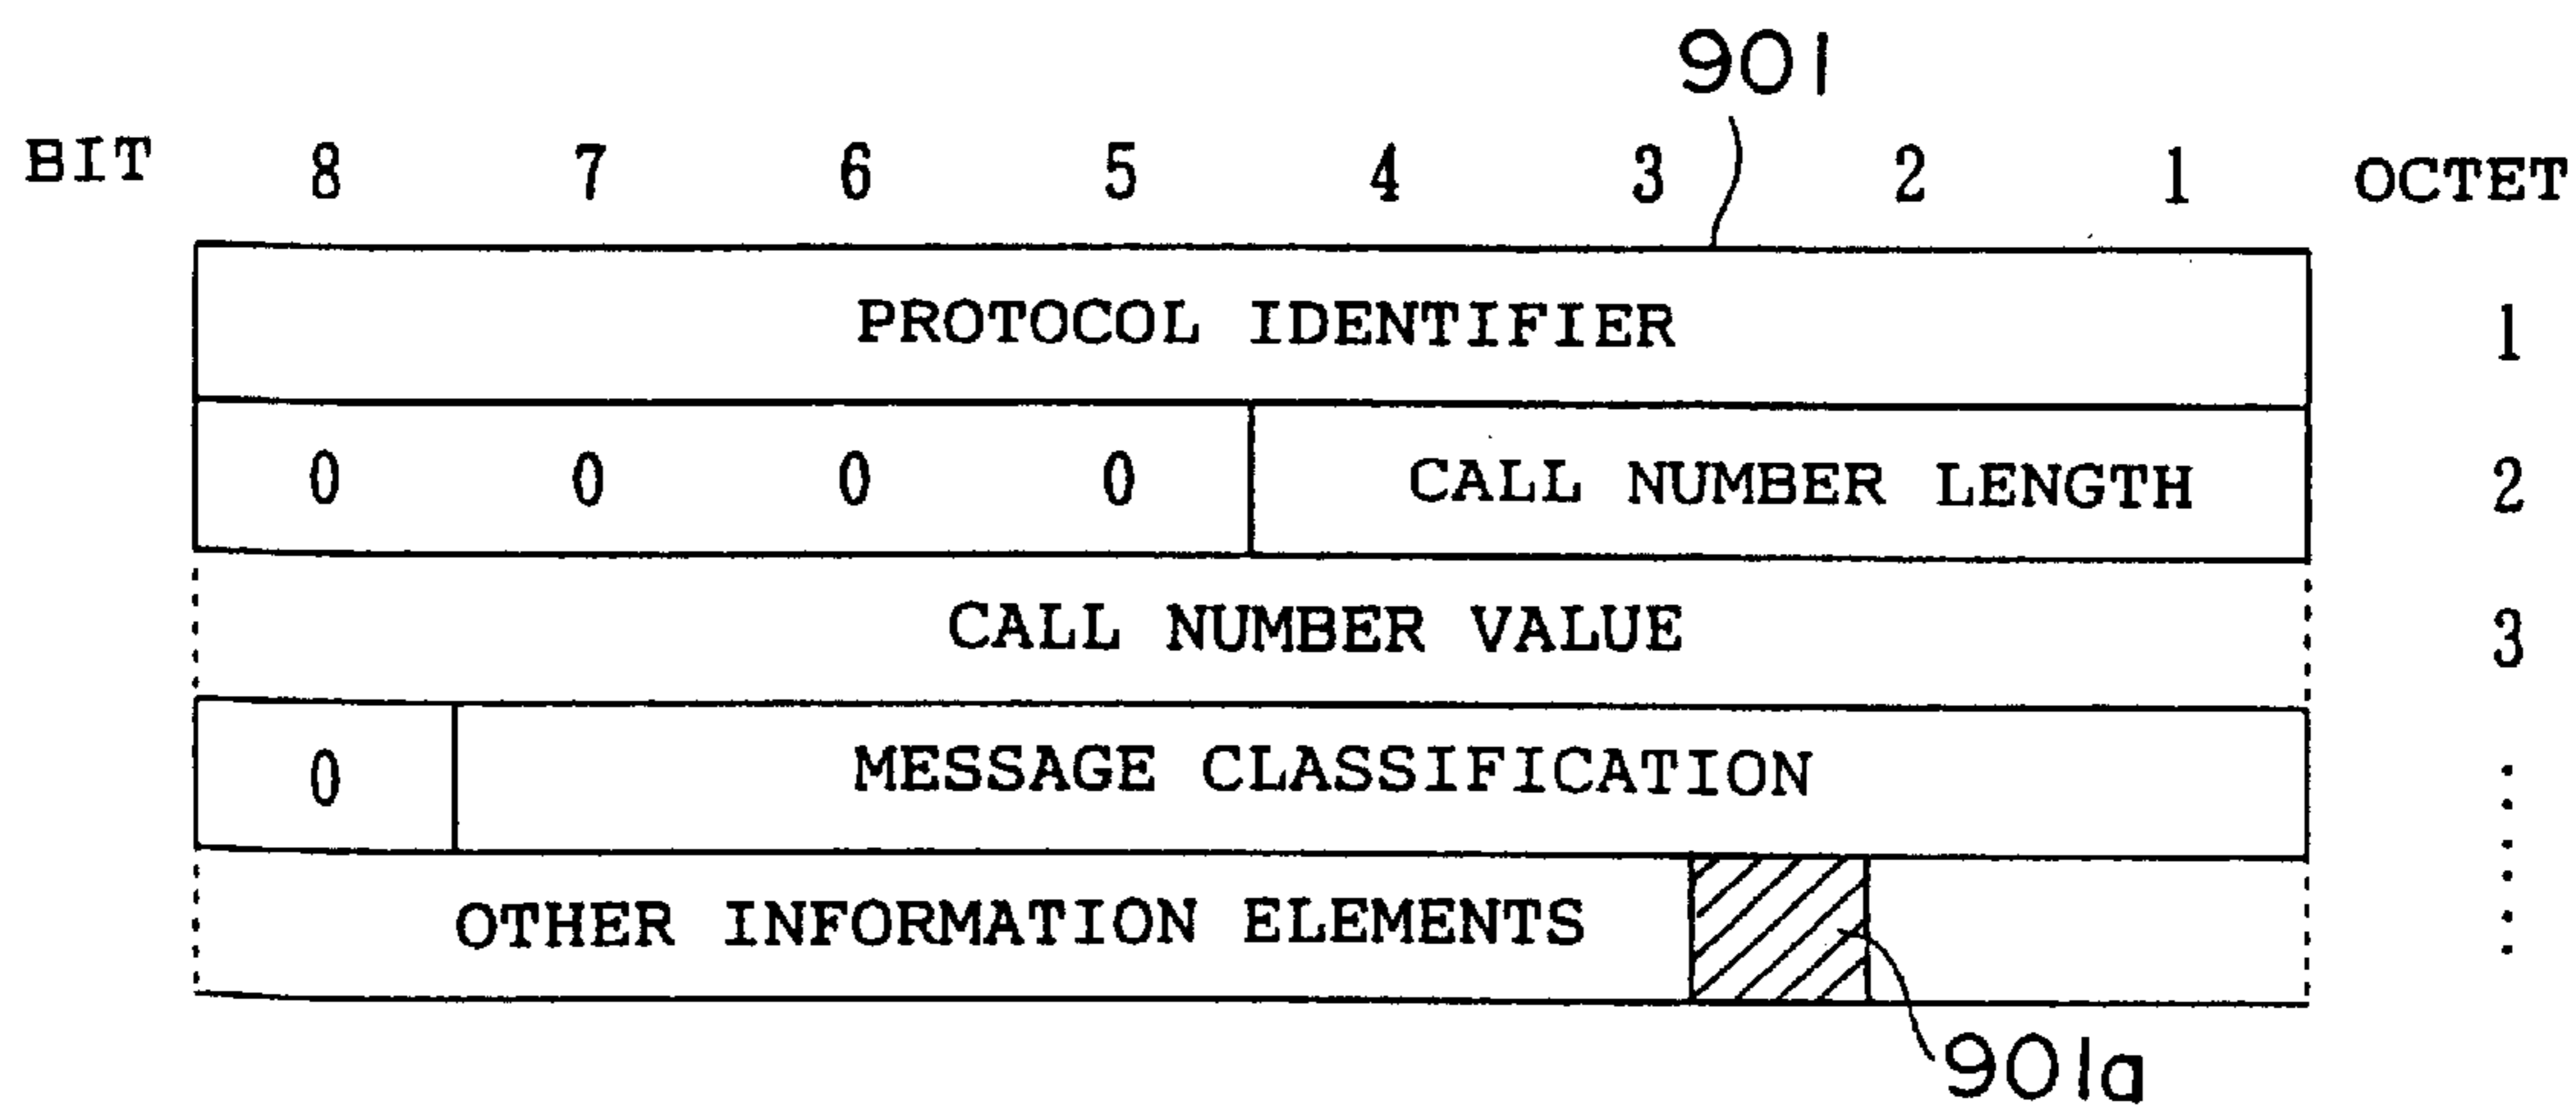 901
BIT 8 7 6 5 4 3 2 1 OCTET
PROTOCOL IDENTIFIER 1
0 0 0 0 CALL NUMBER LENGTH 2
CALL NUMBER VALUE 3
0 MESSAGE CLASSIFICATION
OTHER INFORMATION ELEMENTS
901a